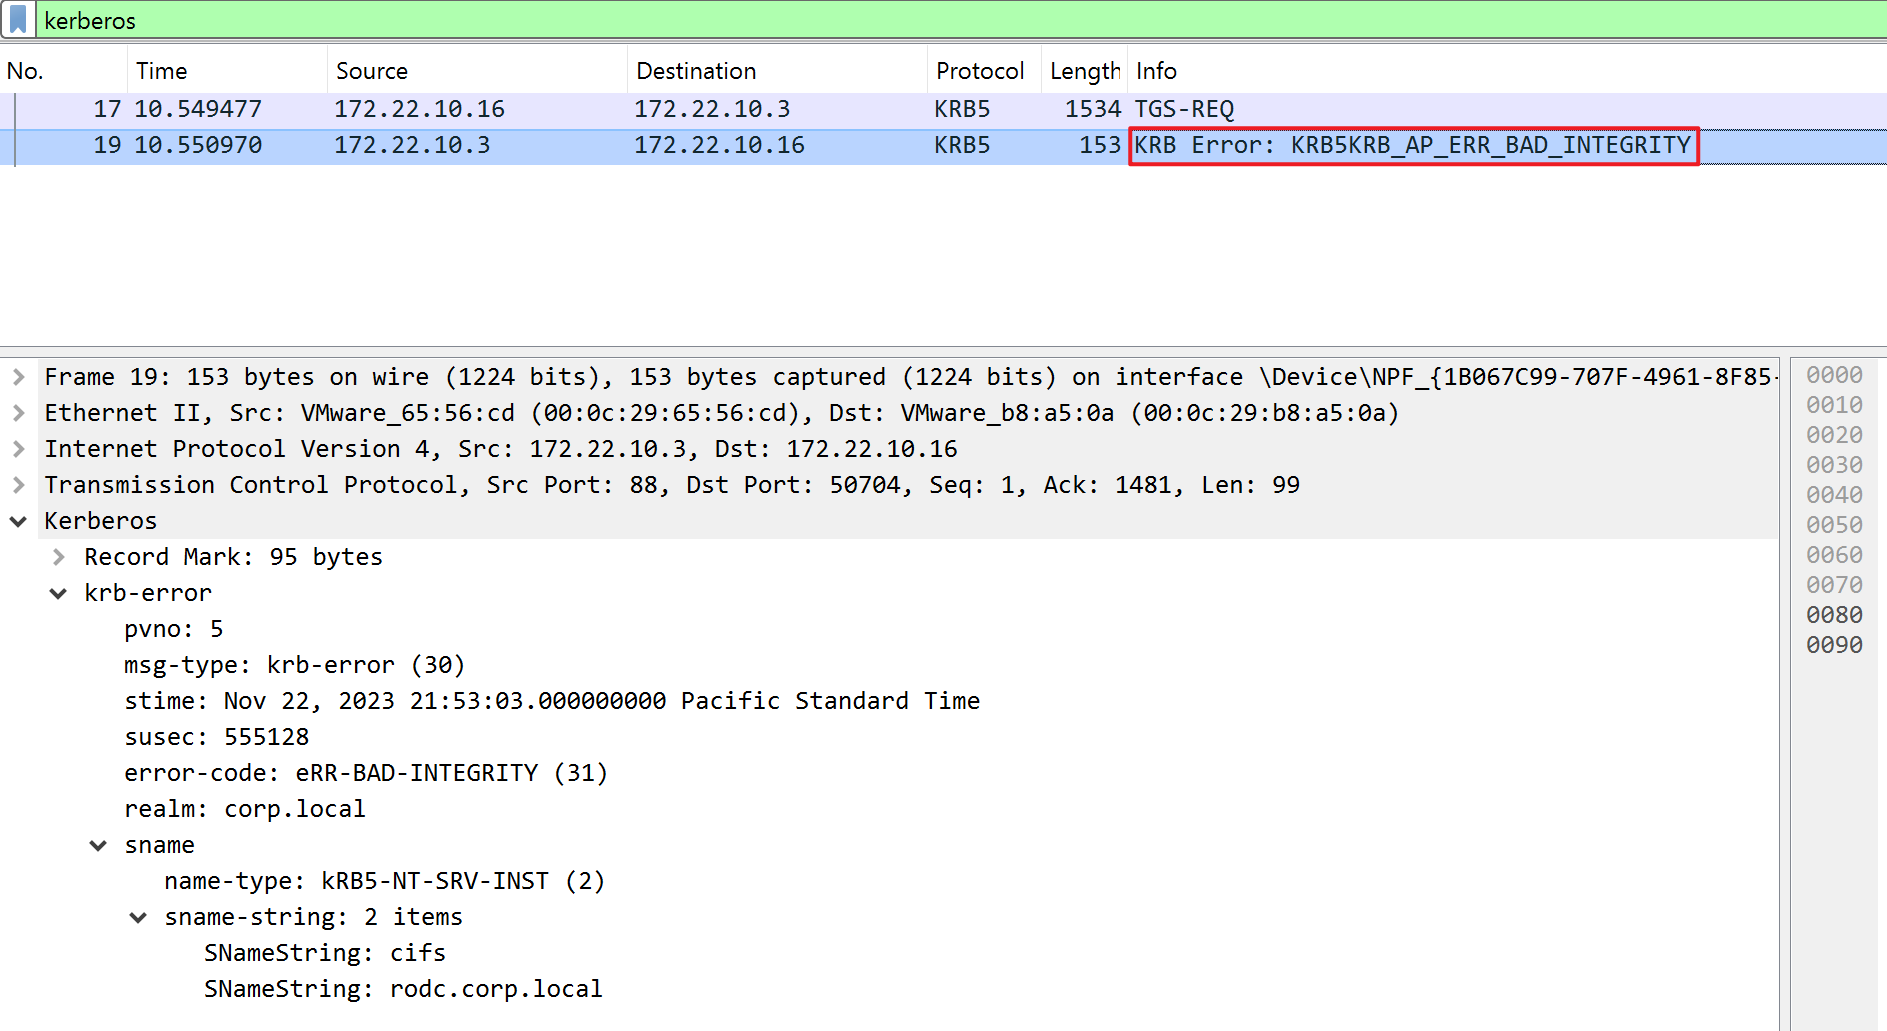 kerberos
No. Time Source Destination Protocol Length Info
17 10.549477 172.22.10.16 172.22.10.3 KRB5 1534 TGS-REQ
19 10.550970 172.22.10.3 172.22.10.16 KRB5 153 KRB Error: KRB5KRB_AP_ERR_BAD_INTEGRITY
Frame 19: 153 bytes on wire (1224 bits), 153 bytes captured (1224 bits) on interface \Device\NPF_{1B067C99-707F-4961-8F85-
Ethernet II, Src: VMware_65:56:cd (00:0c:29:65:56:cd), Dst: VMware_b8:a5:0a (00:0c:29:b8:a5:0a)
Internet Protocol Version 4, Src: 172.22.10.3, Dst: 172.22.10.16
Transmission Control Protocol, Src Port: 88, Dst Port: 50704, Seq: 1, Ack: 1481, Len: 99
Kerberos
Record Mark: 95 bytes
krb-error
pvno: 5
msg-type: krb-error (30)
stime: Nov 22, 2023 21:53:03.000000000 Pacific Standard Time
susec: 555128
error-code: eRR-BAD-INTEGRITY (31)
realm: corp.local
sname
name-type: kRB5-NT-SRV-INST (2)
sname-string: 2 items
SNameString: cifs
SNameString: rodc.corp.local
0000
0010
0020
0030
0040
0050
0060
0070
0080
0090